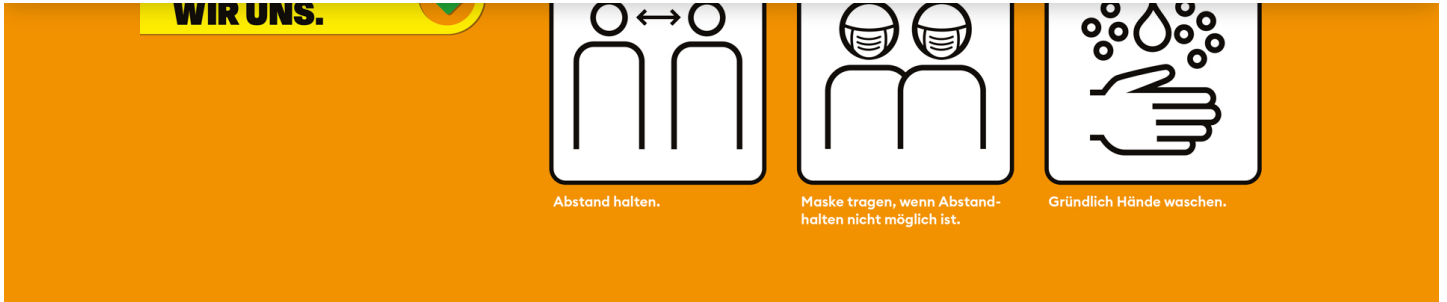 WIR UNS.
Abstand halten.
Maske tragen, wenn Abstand-
halten nicht möglich ist.
Gründlich Hände waschen.